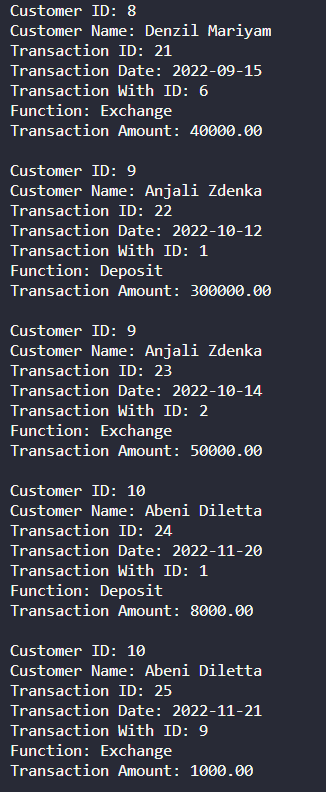 Customer ID: 8
Customer Name: Denzil Mariyam
Transaction ID: 21
Transaction Date: 2022-09-15
Transaction With ID: 6
Function: Exchange
Transaction Amount: 40000.00

Customer ID: 9
Customer Name: Anjali Zdenka
Transaction ID: 22
Transaction Date: 2022-10-12
Transaction With ID: 1
Function: Deposit
Transaction Amount: 300000.00

Customer ID: 9
Customer Name: Anjali Zdenka
Transaction ID: 23
Transaction Date: 2022-10-14
Transaction With ID: 2
Function: Exchange
Transaction Amount: 50000.00

Customer ID: 10
Customer Name: Abeni Diletta
Transaction ID: 24
Transaction Date: 2022-11-20
Transaction With ID: 1
Function: Deposit
Transaction Amount: 8000.00

Customer ID: 10
Customer Name: Abeni Diletta
Transaction ID: 25
Transaction Date: 2022-11-21
Transaction With ID: 9
Function: Exchange
Transaction Amount: 1000.00